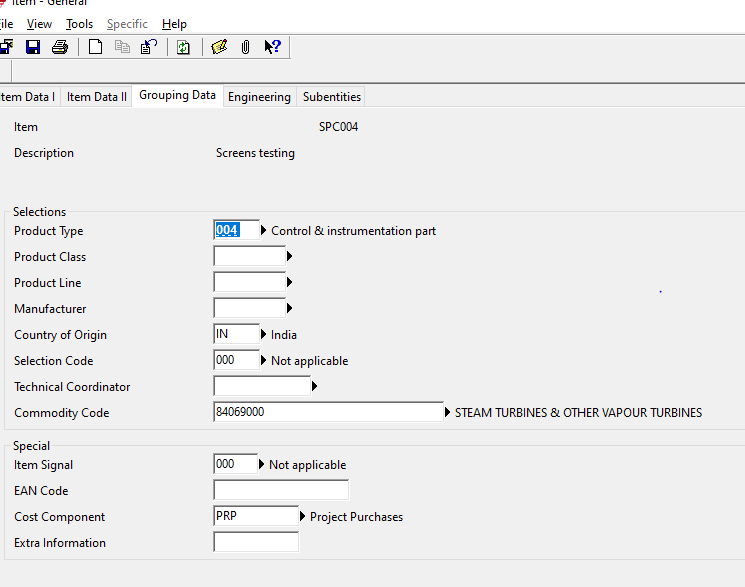 Item - General
ile View Tools Specific Help
tem Data I Item Data II Grouping Data Engineering Subentities
Item SPC004
Description Screens testing
Selections
Product Type 004 Control & instrumentation part
Product Class
Product Line
Manufacturer
Country of Origin IN India
Selection Code 000 Not applicable
Technical Coordinator
Commodity Code 84069000 STEAM TURBINES & OTHER VAPOUR TURBINES
Special
Item Signal 000 Not applicable
EAN Code
Cost Component PRP Project Purchases
Extra Information